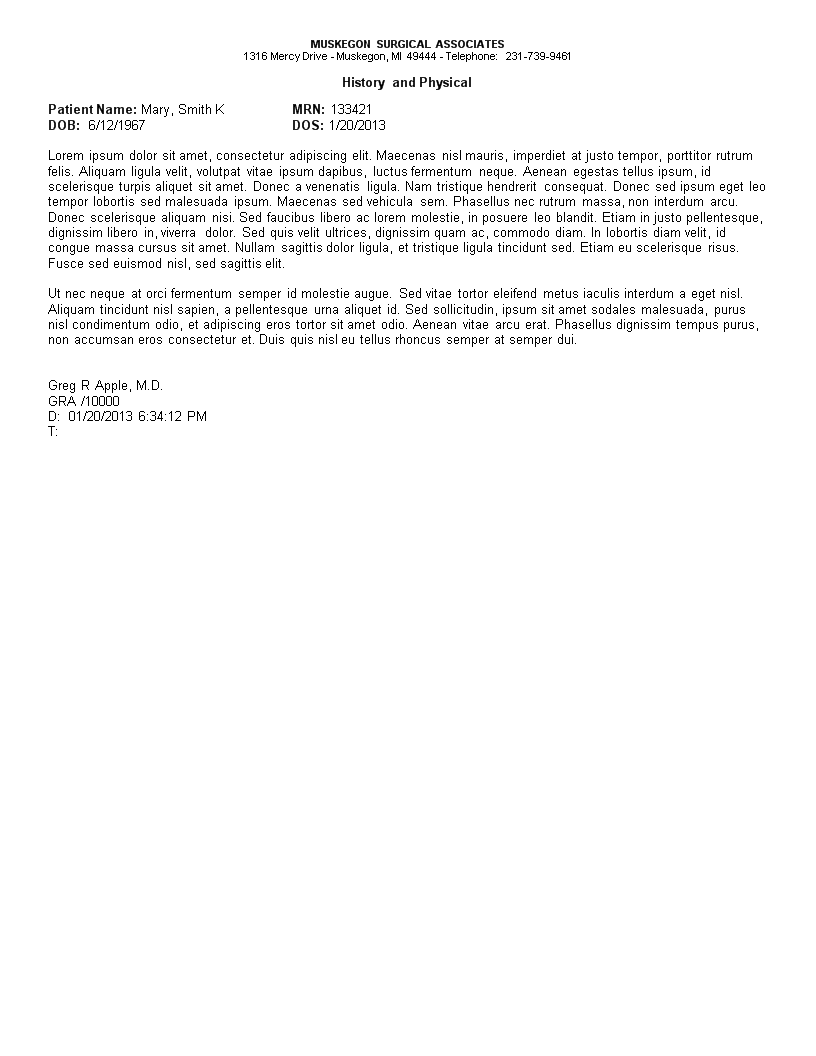 MUSKEGON SURGICAL ASSOCIATES
1316 Mercy Drive - Muskegon, MI 49444 - Telephone: 231-739-9461
History and Physical
Patient Name: Mary, Smith K MRN: 133421
DOB: 6/12/1967 DOS: 1/20/2013
Lorem ipsum dolor sit amet, consectetur adipiscing elit. Maecenas nisl mauris, imperdiet at justo tempor, porttitor rutrum
felis. Aliquam ligula velit, volutpat vitae ipsum dapibus, luctus fermentum neque. Aenean egestas tellus ipsum, id
scelerisque turpis aliquet sit amet. Donec a venenatis ligula. Nam tristique hendrerit consequat. Donec sed ipsum eget leo
tempor lobortis sed malesuada ipsum. Maecenas sed vehicula sem. Phasellus nec rutrum massa, non interdum arcu.
Donec scelerisque aliquam nisi. Sed faucibus libero ac lorem molestie, in posuere leo blandit. Etiam in justo pellentesque,
dignissim libero in, viverra dolor. Sed quis velit ultrices, dignissim quam ac, commodo diam. In lobortis diam velit, id
congue massa cursus sit amet. Nullam sagittis dolor ligula, et tristique ligula tincidunt sed. Etiam eu scelerisque risus.
Fusce sed euismod nisl, sed sagittis elit.
Ut nec neque at orci fermentum semper id molestie augue. Sed vitae tortor eleifend metus iaculis interdum a eget nisl.
Aliquam tincidunt nisl sapien, a pellentesque urna aliquet id. Sed sollicitudin, ipsum sit amet sodales malesuada, purus
nisl condimentum odio, et adipiscing eros tortor sit amet odio. Aenean vitae arcu erat. Phasellus dignissim tempus purus,
non accumsan eros consectetur et. Duis quis nisl eu tellus rhoncus semper at semper dui.
Greg R Apple, M.D.
GRA /10000
D: 01/20/2013 6:34:12 PM
T: